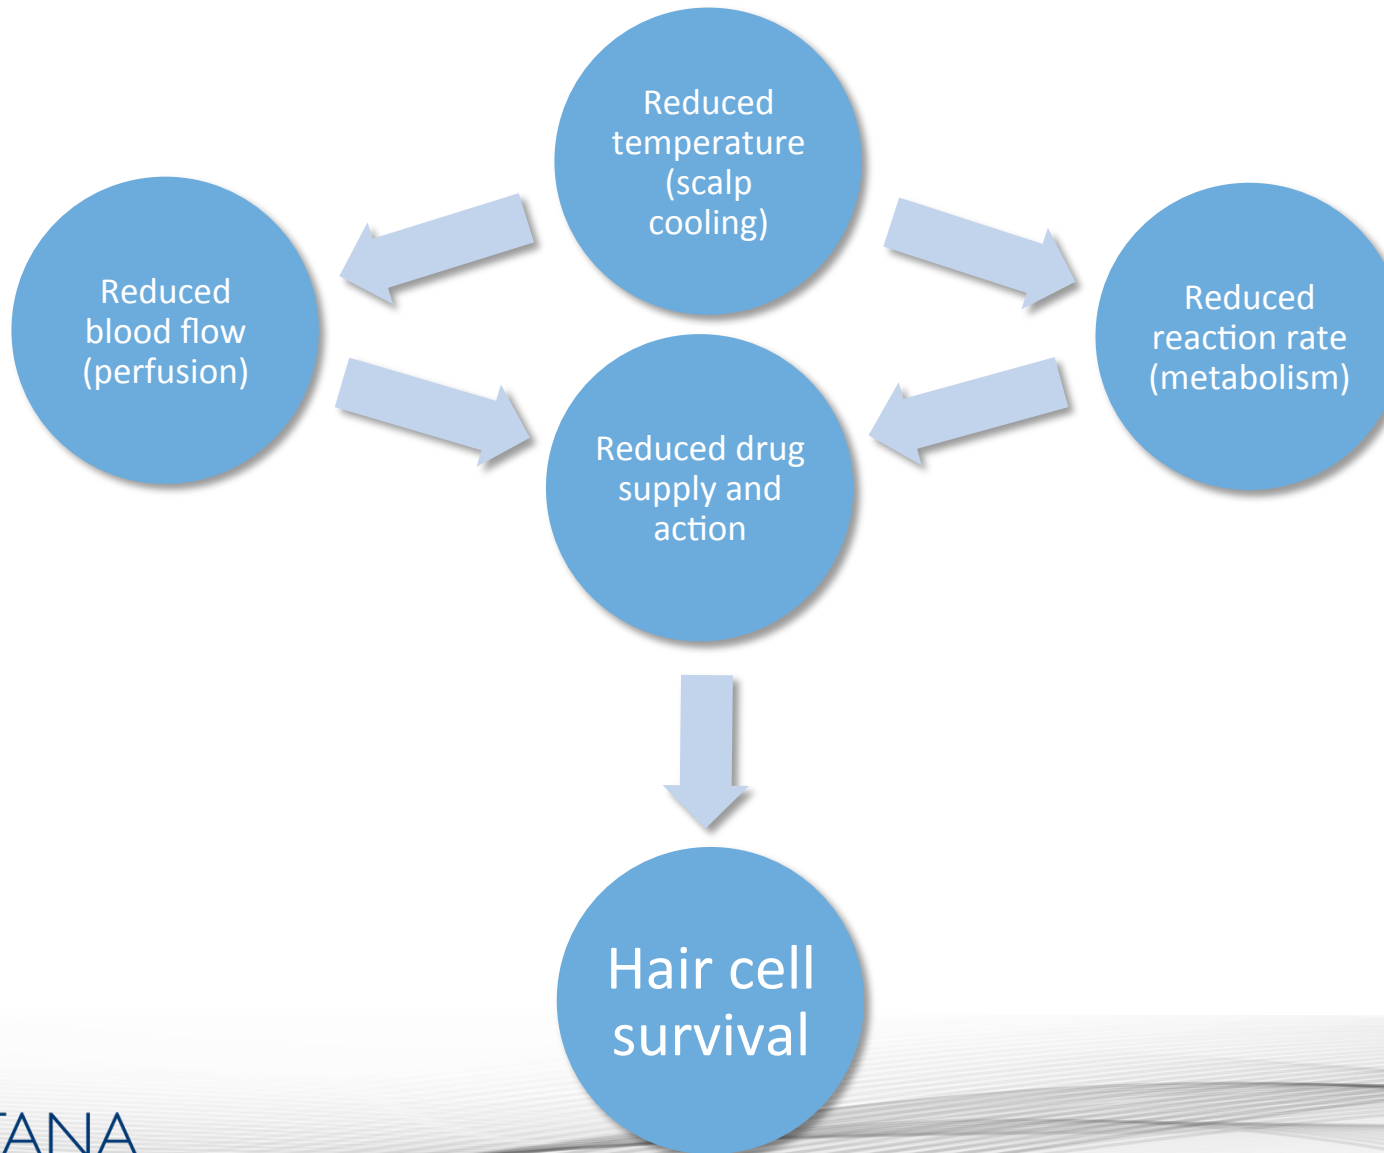 Reduced
temperature
(scalp
cooling)
Reduced
blood flow
(perfusion)
Reduced
reaction rate
(metabolism)
Reduced drug
supply and
action
Hair cell
survival
TANA